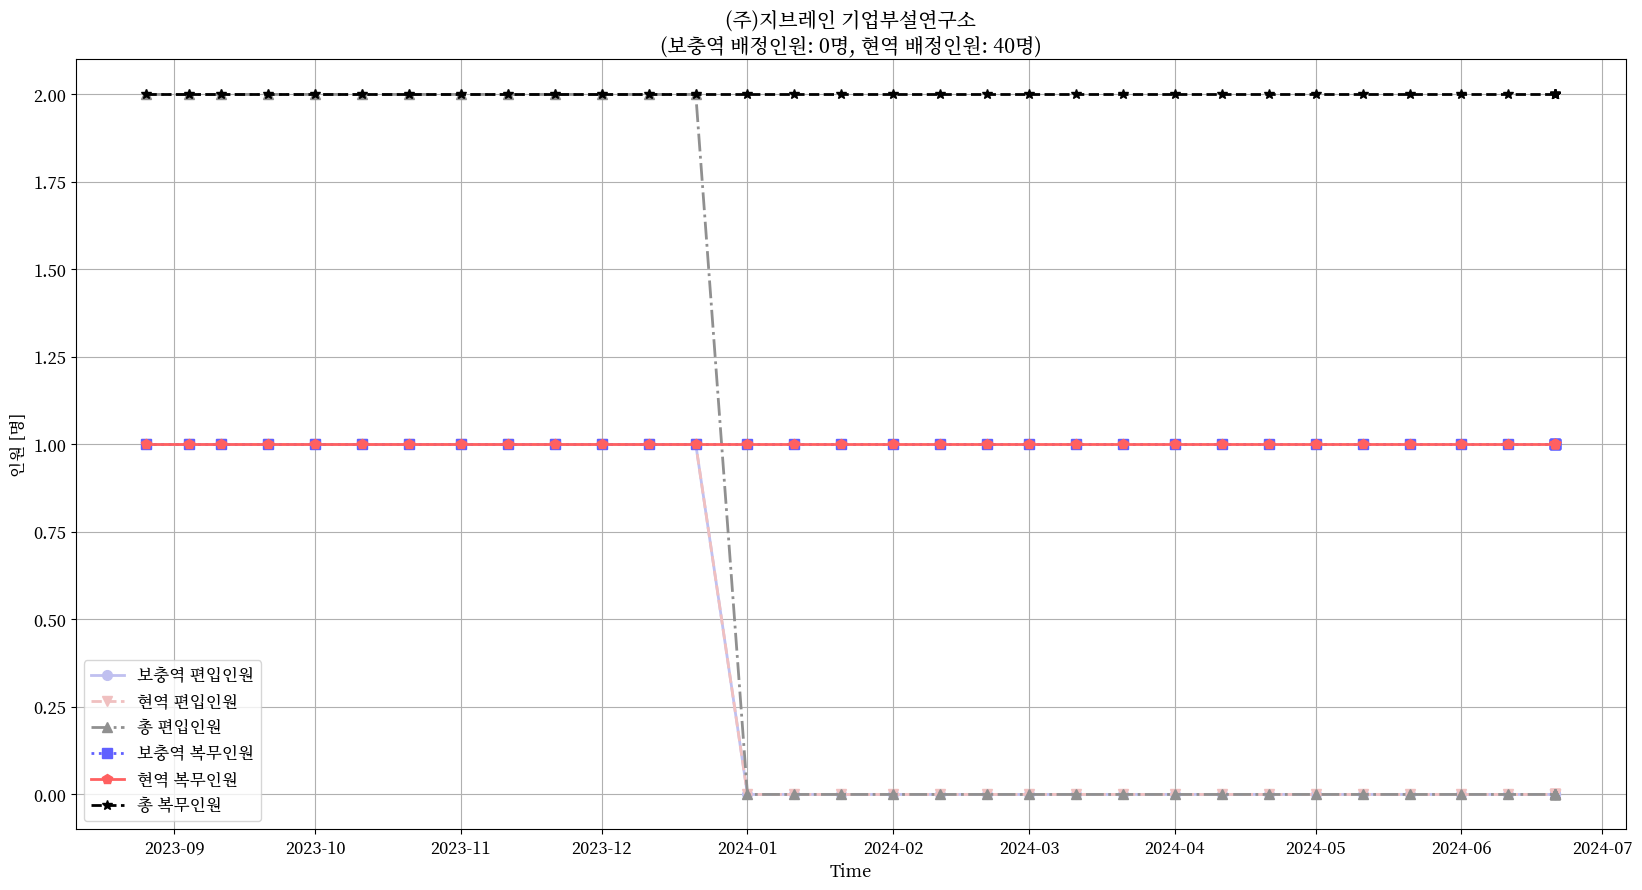 (주)지브레인 기업부설연구소
(보충역 배정인원: 0명, 현역 배정인원: 40명)
2.00
1.75
1.50
1.25
1.00
0.75
0.50
0.25
0.00
인원 [명]
보충역 편입인원
현역 편입인원
총 편입인원
보충역 복무인원
현역 복무인원
총 복무인원
2023-09 2023-10 2023-11 2023-12 2024-01 2024-02 2024-03 2024-04 2024-05 2024-06 2024-07
Time